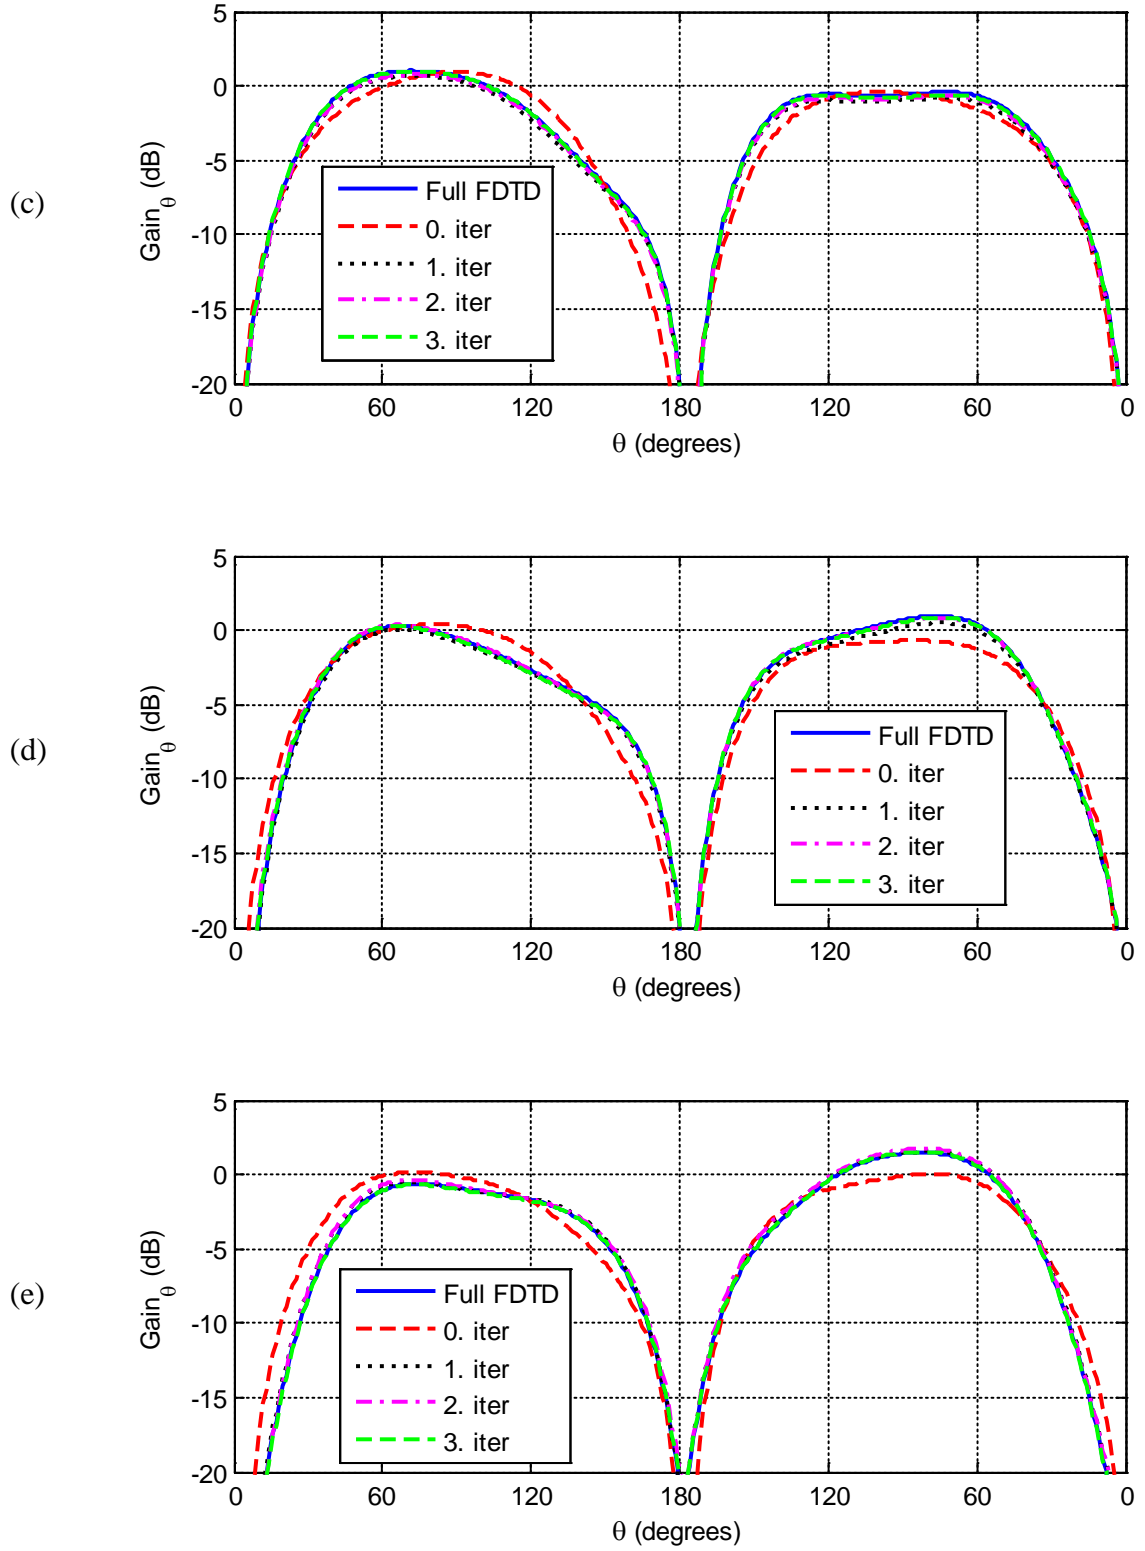 (c)
Gain_θ (dB)
5
0
-5
-10
-15
-20
Full FDTD
0. iter
1. iter
2. iter
3. iter
0 60 120 180 120 60 0
θ (degrees)
(d)
Gain_θ (dB)
5
0
-5
-10
-15
-20
Full FDTD
0. iter
1. iter
2. iter
3. iter
0 60 120 180 120 60 0
θ (degrees)
(e)
Gain_θ (dB)
5
0
-5
-10
-15
-20
Full FDTD
0. iter
1. iter
2. iter
3. iter
0 60 120 180 120 60 0
θ (degrees)